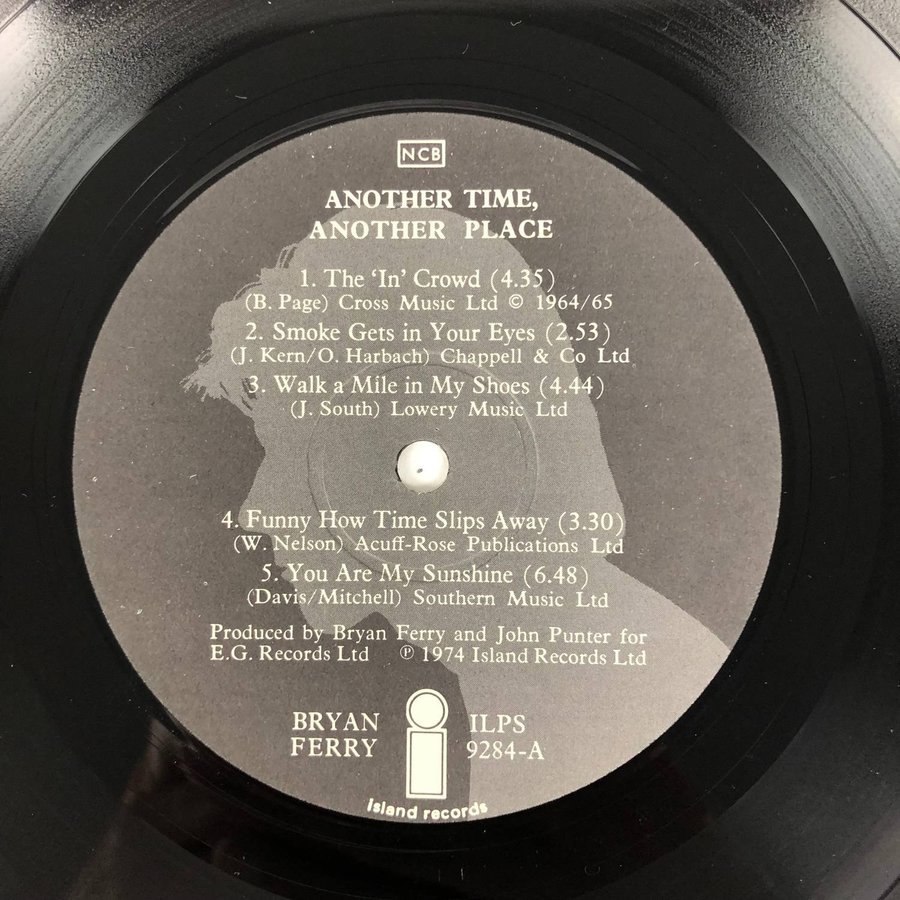 NCB
ANOTHER TIME,
ANOTHER PLACE
1. The ‘In’ Crowd (4.35)
(B. Page) Cross Music Ltd © 1964/65
2. Smoke Gets in Your Eyes (2.53)
(J. Kern/O. Harbach) Chappell & Co Ltd
3. Walk a Mile in My Shoes (4.44)
(J. South) Lowery Music Ltd
4. Funny How Time Slips Away (3.30)
(W. Nelson) Acuff-Rose Publications Ltd
5. You Are My Sunshine (6.48)
(Davis/Mitchell) Southern Music Ltd
Produced by Bryan Ferry and John Punter for
E.G. Records Ltd ℗ 1974 Island Records Ltd
BRYAN ILPS
FERRY 9284-A
island records